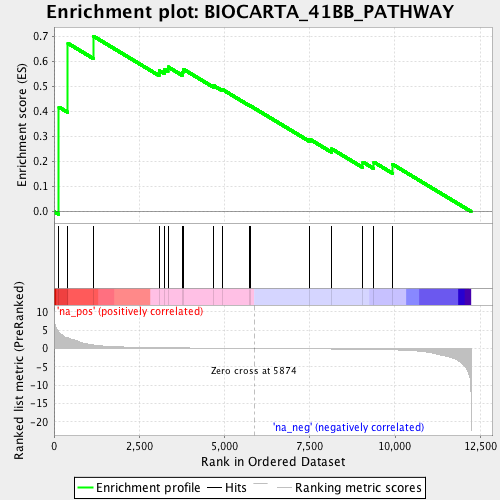 Enrichment plot: BIOCARTA_41BB_PATHWAY
Enrichment score (ES)
0.7
0.6
0.5
0.4
0.3
0.2
0.1
0.0
'na_pos' (positively correlated)
Ranked list metric (PreRanked)
10
5
0
-5
-10
-15
-20
Zero cross at 5874
'na_neg' (negatively correlated)
0
2,500
5,000
7,500
10,000
12,500
Rank in Ordered Dataset
Enrichment profile
Hits
Ranking metric scores